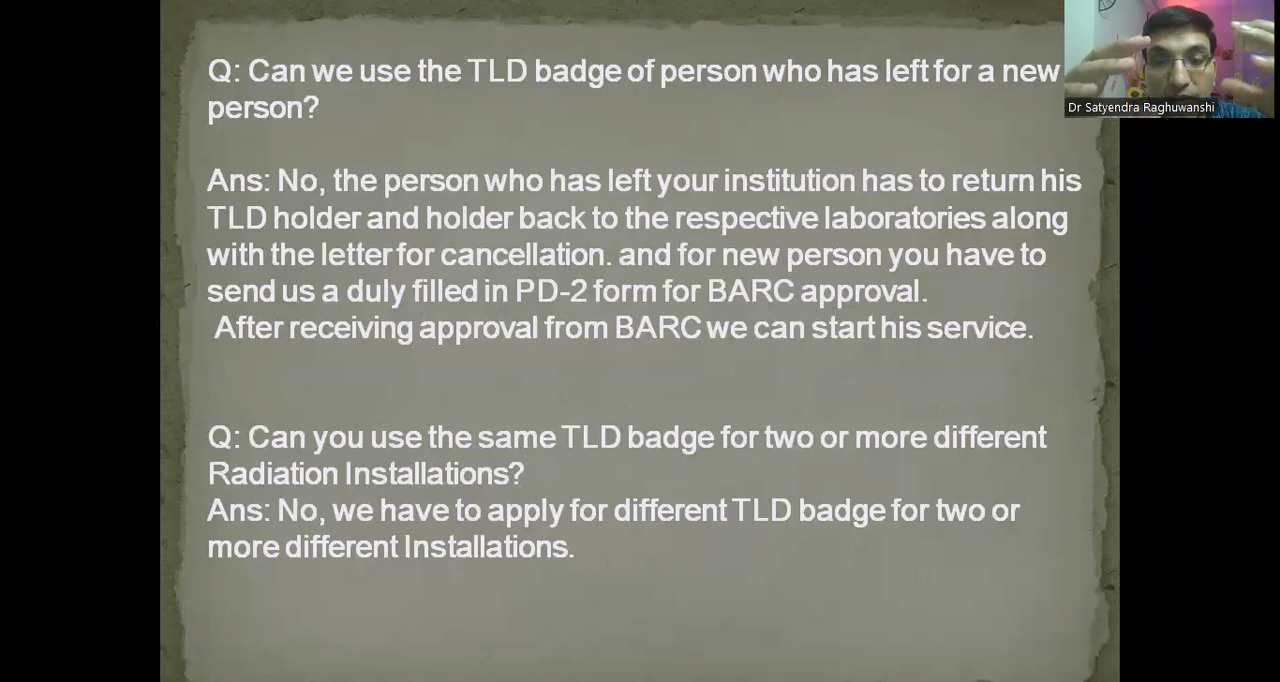 Q: Can we use the TLD badge of person who has left for a new
person?
Ans: No, the person who has left your institution has to return his
TLD holder and holder back to the respective laboratories along
with the letter for cancellation. and for new person you have to
send us a duly filled in PD-2 form for BARC approval.
After receiving approval from BARC we can start his service.
Q: Can you use the same TLD badge for two or more different
Radiation Installations?
Ans: No, we have to apply for different TLD badge for two or
more different Installations.
Dr Satyendra Raghuwanshi